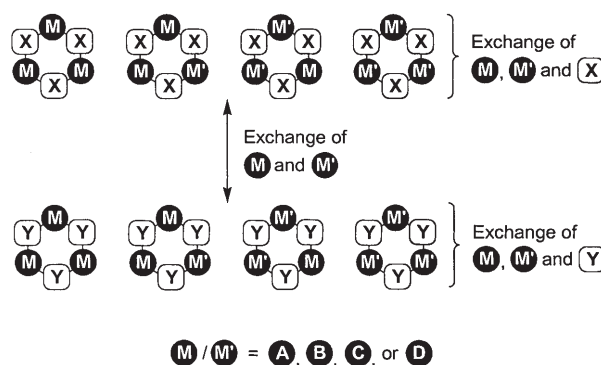 M M M' M'
X X X X X X X X
M M M M' M' M M' M'
X X X X
Exchange of
M, M' and X
Exchange of
M and M'
M M M' M'
Y Y Y Y Y Y Y Y
M M M M' M' M M' M'
Y Y Y Y
Exchange of
M, M' and Y
M / M' = A, B, C, or D